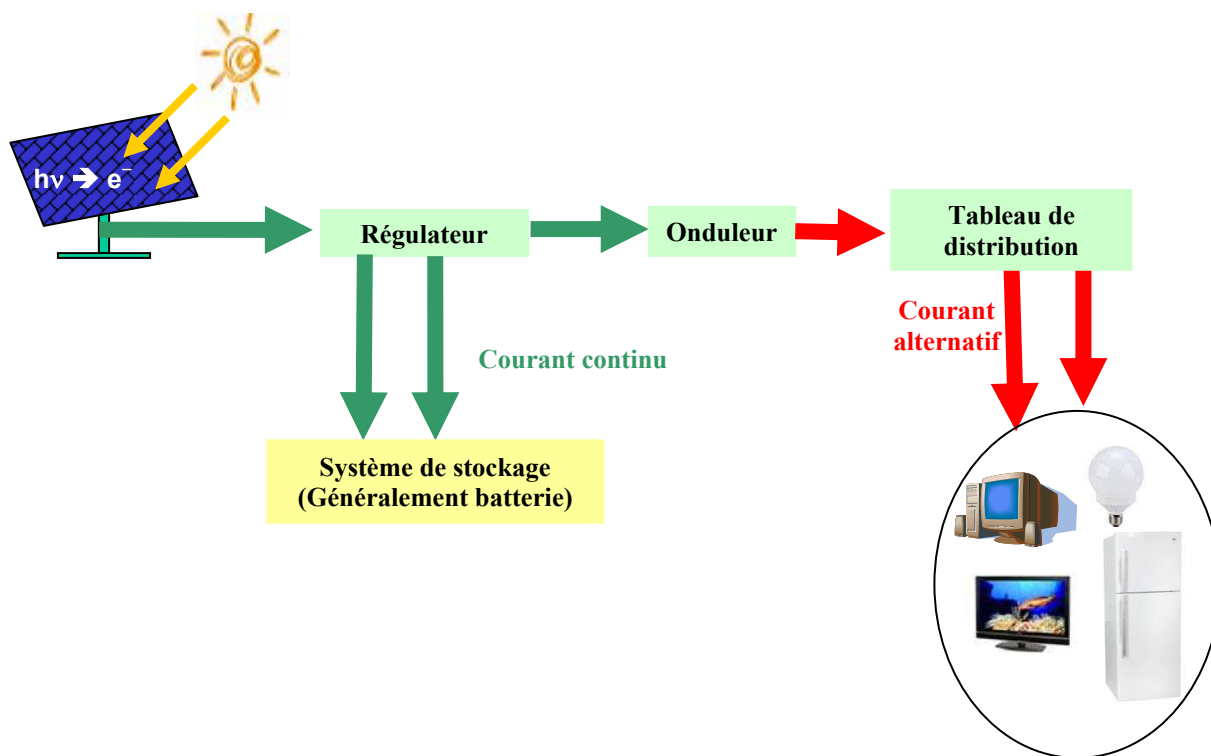 hν ➔ e⁻
Régulateur
Onduleur
Tableau de
distribution
Courant
alternatif
Courant continu
Système de stockage
(Généralement batterie)